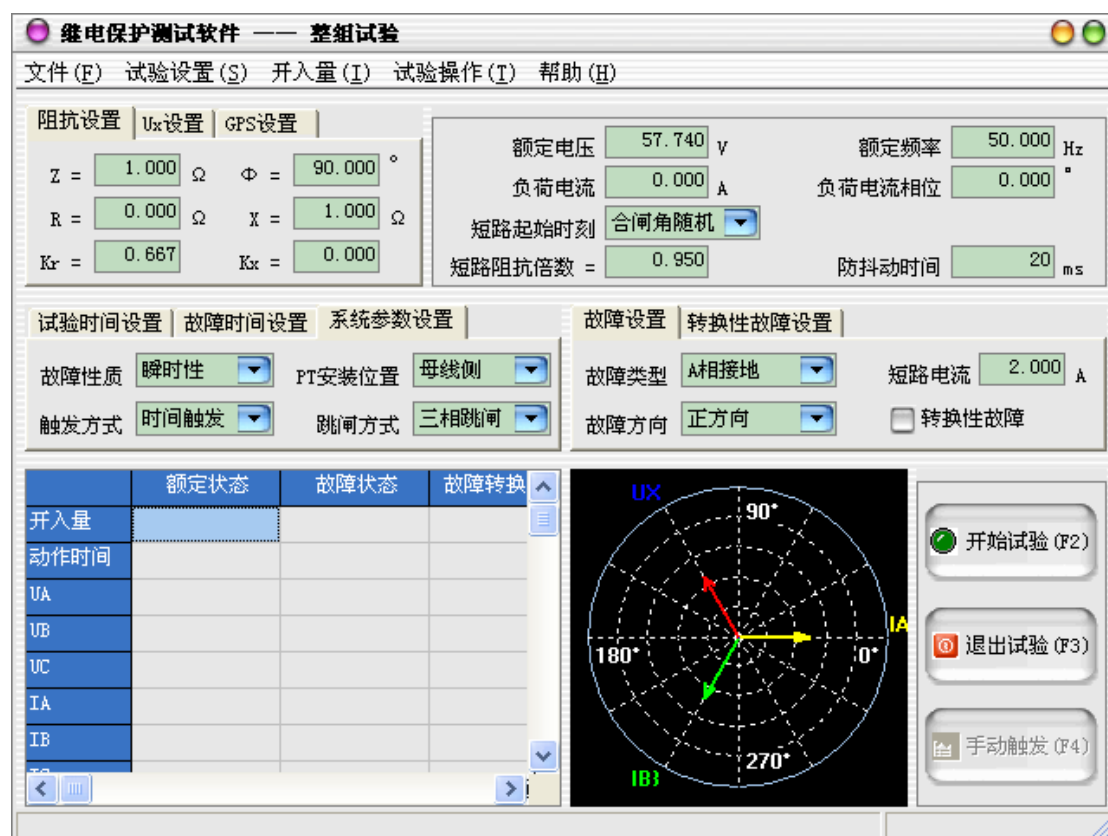 继电保护测试软件 —— 整组试验
文件(F) 试验设置(S) 开入量(I) 试验操作(T) 帮助(H)
阻抗设置 Ux设置 GPS设置
Z = 1.000 Ω Φ = 90.000 °
R = 0.000 Ω X = 1.000 Ω
Kr = 0.667 Kx = 0.000
额定电压 57.740 V 额定频率 50.000 Hz
负荷电流 0.000 A 负荷电流相位 0.000 °
短路起始时刻 合闸角随机
短路阻抗倍数 = 0.950 防抖动时间 20 ms
试验时间设置 故障时间设置 系统参数设置
故障性质 瞬时性 PT安装位置 母线侧
触发方式 时间触发 跳闸方式 三相跳闸
故障设置 转换性故障设置
故障类型 A相接地 短路电流 2.000 A
故障方向 正方向 转换性故障
额定状态 故障状态 故障转换
开入量
动作时间
UA
UB
UC
IA
IB
UX
90°
IA
180° 0°
270°
开始试验(F2)
退出试验(F3)
手动触发(F4)